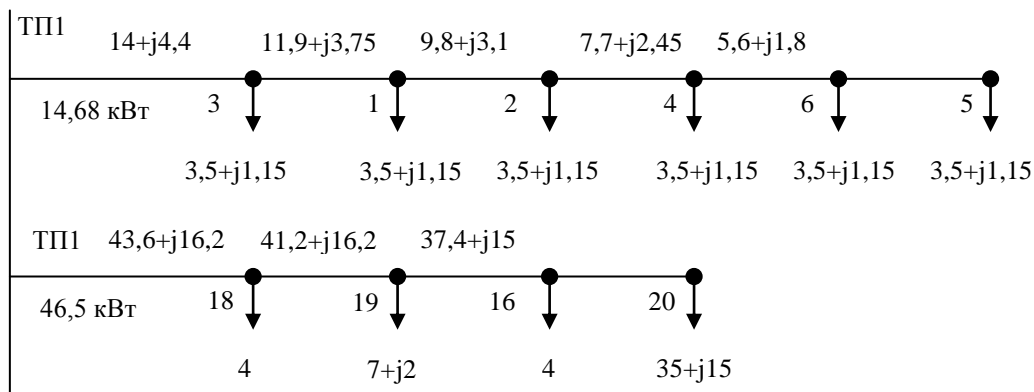 ТП1
14+j4,4 11,9+j3,75 9,8+j3,1 7,7+j2,45 5,6+j1,8
14,68 кВт 3 1 2 4 6 5
3,5+j1,15 3,5+j1,15 3,5+j1,15 3,5+j1,15 3,5+j1,15 3,5+j1,15
ТП1 43,6+j16,2 41,2+j16,2 37,4+j15
46,5 кВт 18 19 16 20
4 7+j2 4 35+j15